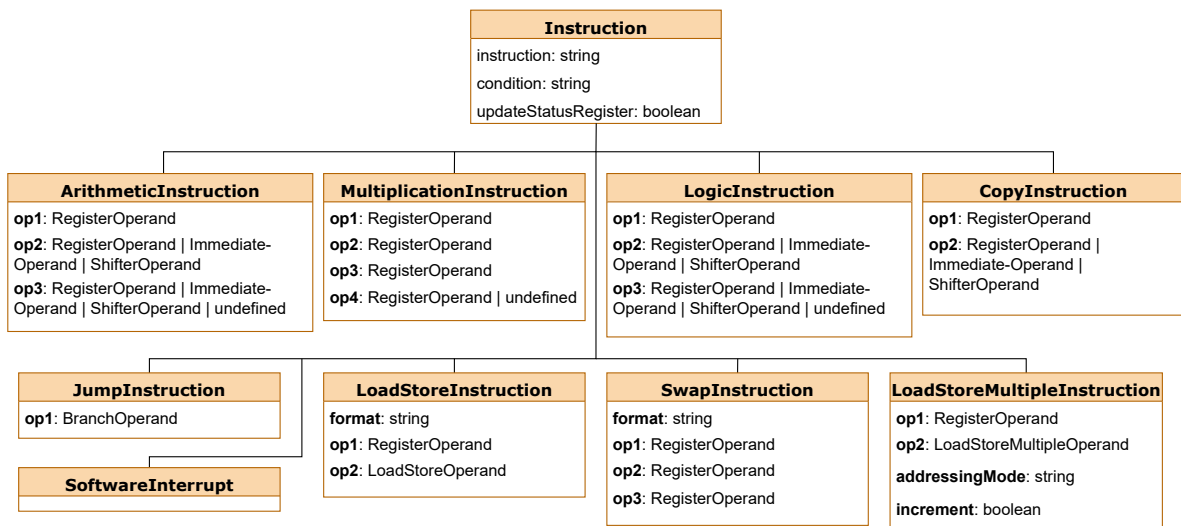 Instruction
instruction: string
condition: string
updateStatusRegister: boolean
ArithmeticInstruction
op1: RegisterOperand
op2: RegisterOperand | Immediate-
Operand | ShifterOperand
op3: RegisterOperand | Immediate-
Operand | ShifterOperand | undefined
MultiplicationInstruction
op1: RegisterOperand
op2: RegisterOperand
op3: RegisterOperand
op4: RegisterOperand | undefined
LogicInstruction
op1: RegisterOperand
op2: RegisterOperand | Immediate-
Operand | ShifterOperand
op3: RegisterOperand | Immediate-
Operand | ShifterOperand | undefined
CopyInstruction
op1: RegisterOperand
op2: RegisterOperand |
Immediate-Operand |
ShifterOperand
JumpInstruction
op1: BranchOperand
SoftwareInterrupt
LoadStoreInstruction
format: string
op1: RegisterOperand
op2: LoadStoreOperand
SwapInstruction
format: string
op1: RegisterOperand
op2: RegisterOperand
op3: RegisterOperand
LoadStoreMultipleInstruction
op1: RegisterOperand
op2: LoadStoreMultipleOperand
addressingMode: string
increment: boolean